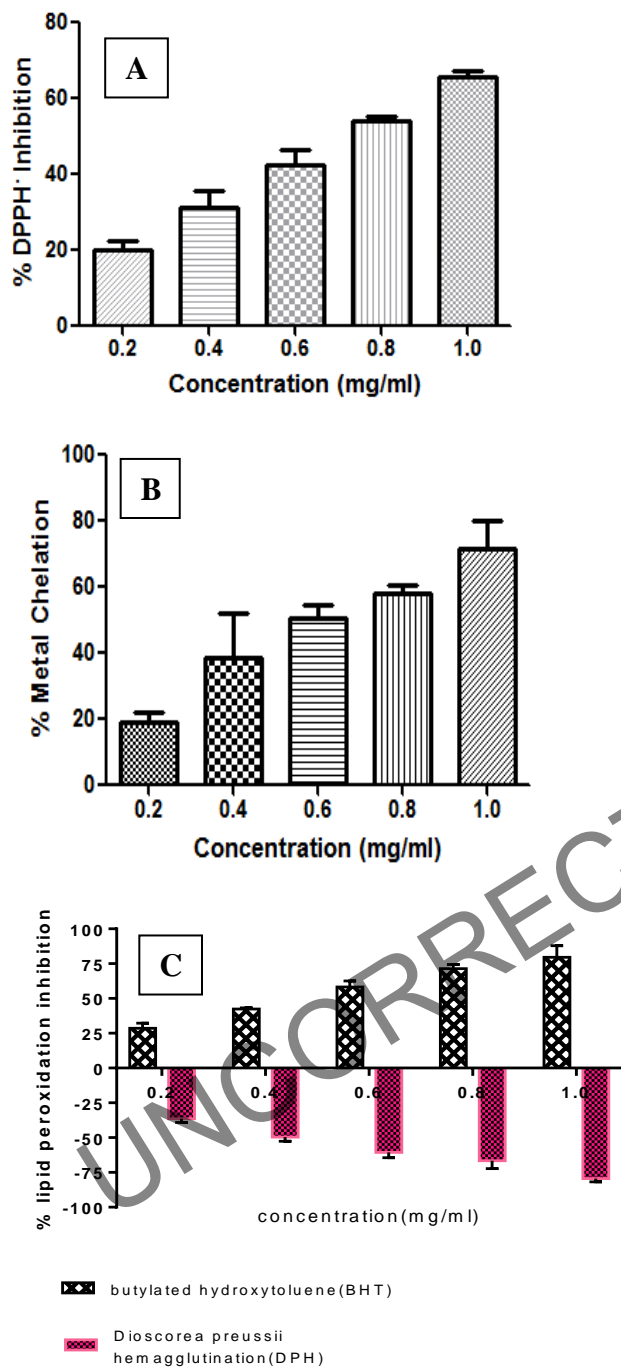 A
% DPPH· Inhibition
80
60
40
20
0
0.2 0.4 0.6 0.8 1.0
Concentration (mg/ml)
B
% Metal Chelation
100
80
60
40
20
0
0.2 0.4 0.6 0.8 1.0
Concentration (mg/ml)
C
% lipid peroxidation inhibition
100
75
50
25
0
-25
-50
-75
-100
0.2 0.4 0.6 0.8 1.0
concentration(mg/ml)
UNCORRECT
butylated hydroxytoluene(BHT)
Dioscorea preussii
hemagglutination(DPH)